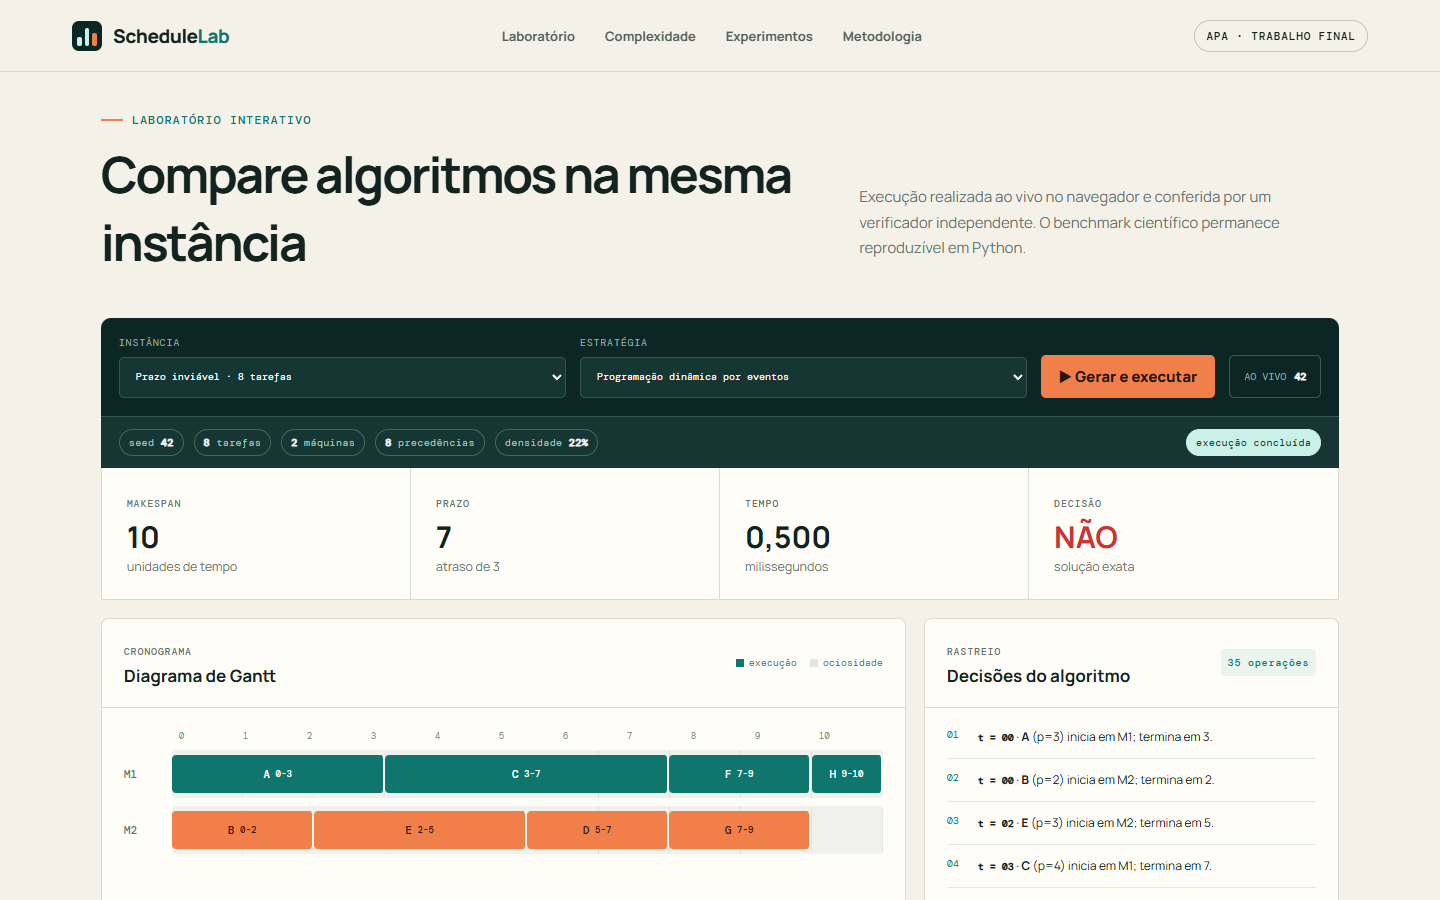 ScheduleLab
Laboratório
Complexidade
Experimentos
Metodologia
APA · TRABALHO FINAL
LABORATÓRIO INTERATIVO
Compare algoritmos na mesma
instância
Execução realizada ao vivo no navegador e conferida por um
verificador independente. O benchmark científico permanece
reproduzível em Python.
INSTÂNCIA
Prazo inviável · 8 tarefas
ESTRATÉGIA
Programação dinâmica por eventos
▶ Gerar e executar
AO VIVO 42
seed 42
8 tarefas
2 máquinas
8 precedências
densidade 22%
execução concluída
MAKESPAN
10
unidades de tempo
PRAZO
7
atraso de 3
TEMPO
0,500
milissegundos
DECISÃO
NÃO
solução exata
CRONOGRAMA
Diagrama de Gantt
execução
ociosidade
0 1 2 3 4 5 6 7 8 9 10
M1
A 0-3
C 3-7
F 7-9
H 9-10
M2
B 0-2
E 2-5
D 5-7
G 7-9
RASTREIO
Decisões do algoritmo
35 operações
01 t = 00 · A (p=3) inicia em M1; termina em 3.
02 t = 00 · B (p=2) inicia em M2; termina em 2.
03 t = 02 · E (p=3) inicia em M2; termina em 5.
04 t = 03 · C (p=4) inicia em M1; termina em 7.